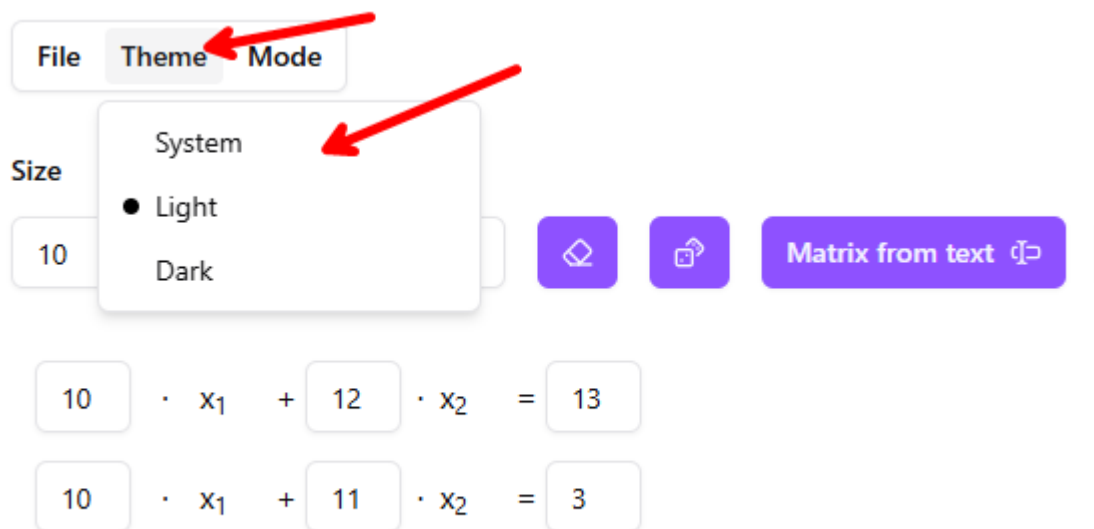 File Theme Mode
System
Size
Light
10
Matrix from text
Dark
10 · x₁ + 12 · x₂ = 13
10 · x₁ + 11 · x₂ = 3